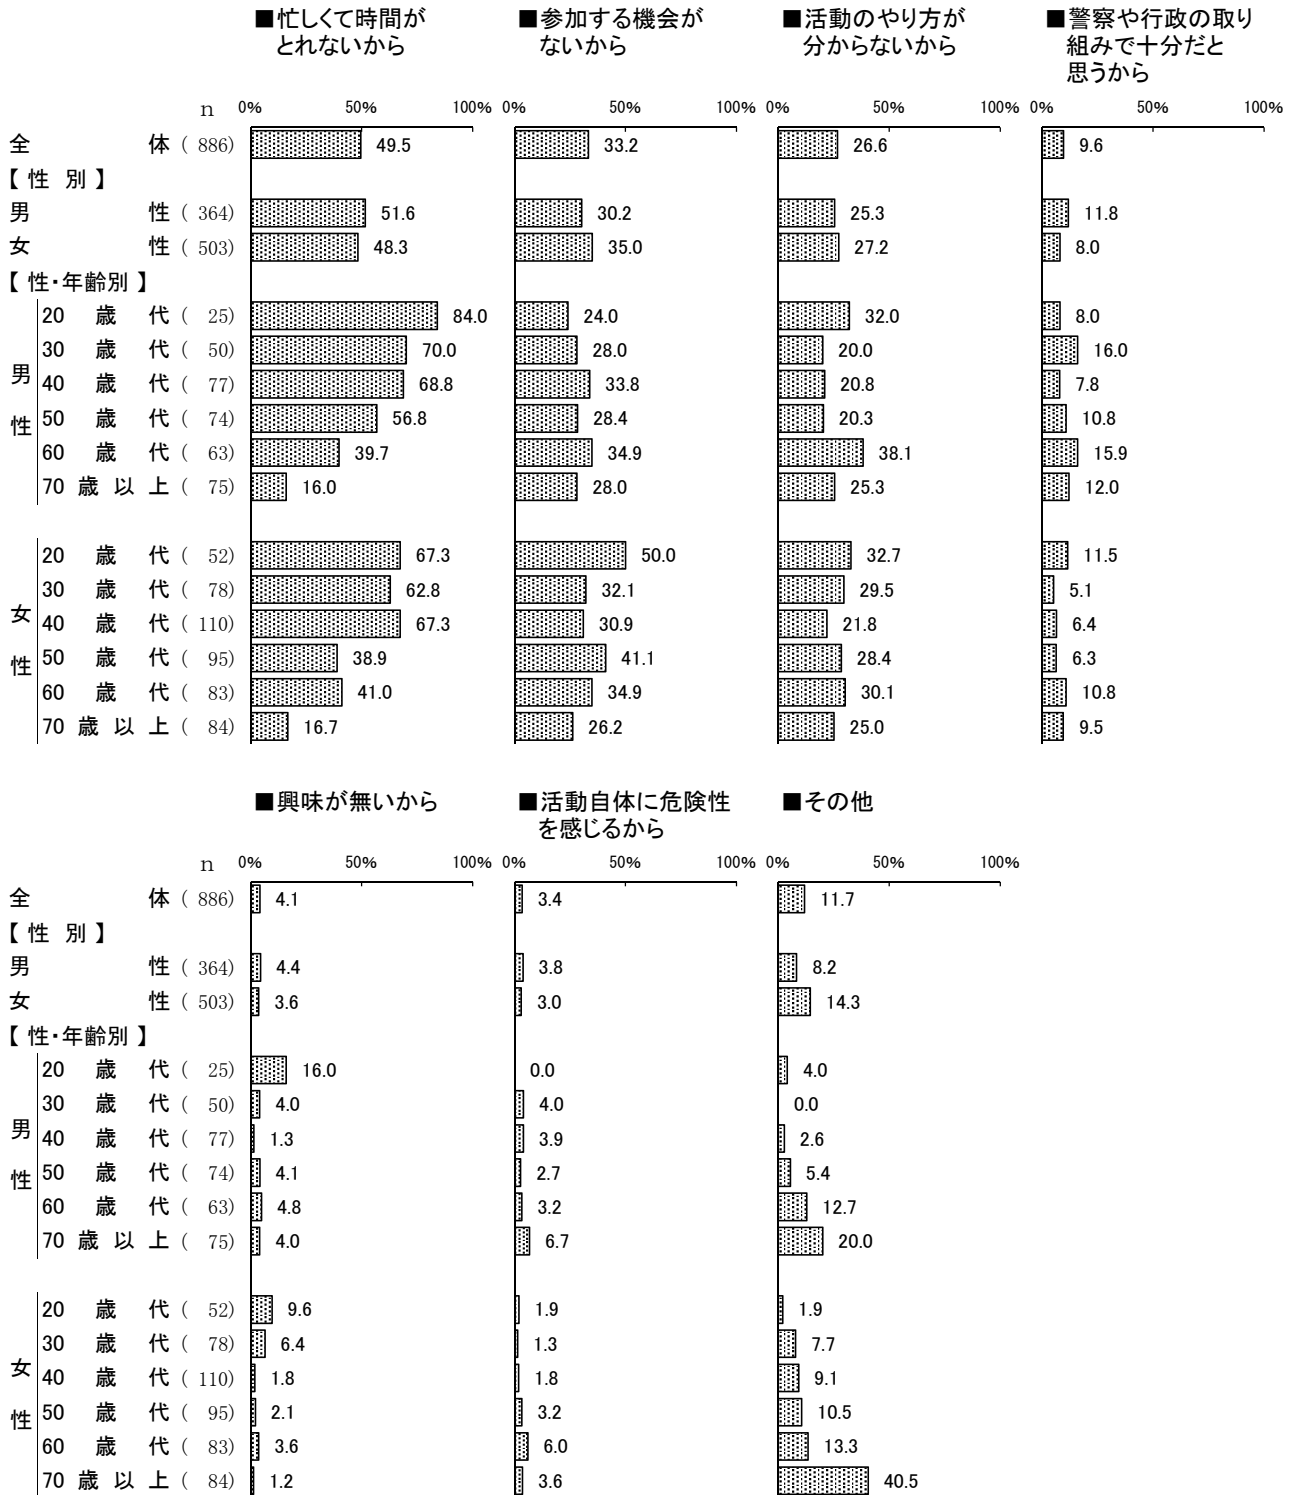 ■忙しくて時間が ■参加する機会が ■活動のやり方が ■警察や行政の取り
とれないから ないから 分からないから 組みで十分だと
思うから
n 0% 50% 100% 0% 50% 100% 0% 50% 100% 0% 50% 100%
全体 ( 886) 49.5 33.2 26.6 9.6
【 性 別 】
男性 ( 364) 51.6 30.2 25.3 11.8
女性 ( 503) 48.3 35.0 27.2 8.0
【 性・年齢別 】
男性
20 歳代 ( 25) 84.0 24.0 32.0 8.0
30 歳代 ( 50) 70.0 28.0 20.0 16.0
40 歳代 ( 77) 68.8 33.8 20.8 7.8
50 歳代 ( 74) 56.8 28.4 20.3 10.8
60 歳代 ( 63) 39.7 34.9 38.1 15.9
70 歳以上 ( 75) 16.0 28.0 25.3 12.0
女性
20 歳代 ( 52) 67.3 50.0 32.7 11.5
30 歳代 ( 78) 62.8 32.1 29.5 5.1
40 歳代 ( 110) 67.3 30.9 21.8 6.4
50 歳代 ( 95) 38.9 41.1 28.4 6.3
60 歳代 ( 83) 41.0 34.9 30.1 10.8
70 歳以上 ( 84) 16.7 26.2 25.0 9.5
■興味が無いから ■活動自体に危険性 ■その他
を感じるから
n 0% 50% 100% 0% 50% 100% 0% 50% 100%
全体 ( 886) 4.1 3.4 11.7
【 性 別 】
男性 ( 364) 4.4 3.8 8.2
女性 ( 503) 3.6 3.0 14.3
【 性・年齢別 】
男性
20 歳代 ( 25) 16.0 0.0 4.0
30 歳代 ( 50) 4.0 4.0 0.0
40 歳代 ( 77) 1.3 3.9 2.6
50 歳代 ( 74) 4.1 2.7 5.4
60 歳代 ( 63) 4.8 3.2 12.7
70 歳以上 ( 75) 4.0 6.7 20.0
女性
20 歳代 ( 52) 9.6 1.9 1.9
30 歳代 ( 78) 6.4 1.3 7.7
40 歳代 ( 110) 1.8 1.8 9.1
50 歳代 ( 95) 2.1 3.2 10.5
60 歳代 ( 83) 3.6 6.0 13.3
70 歳以上 ( 84) 1.2 3.6 40.5